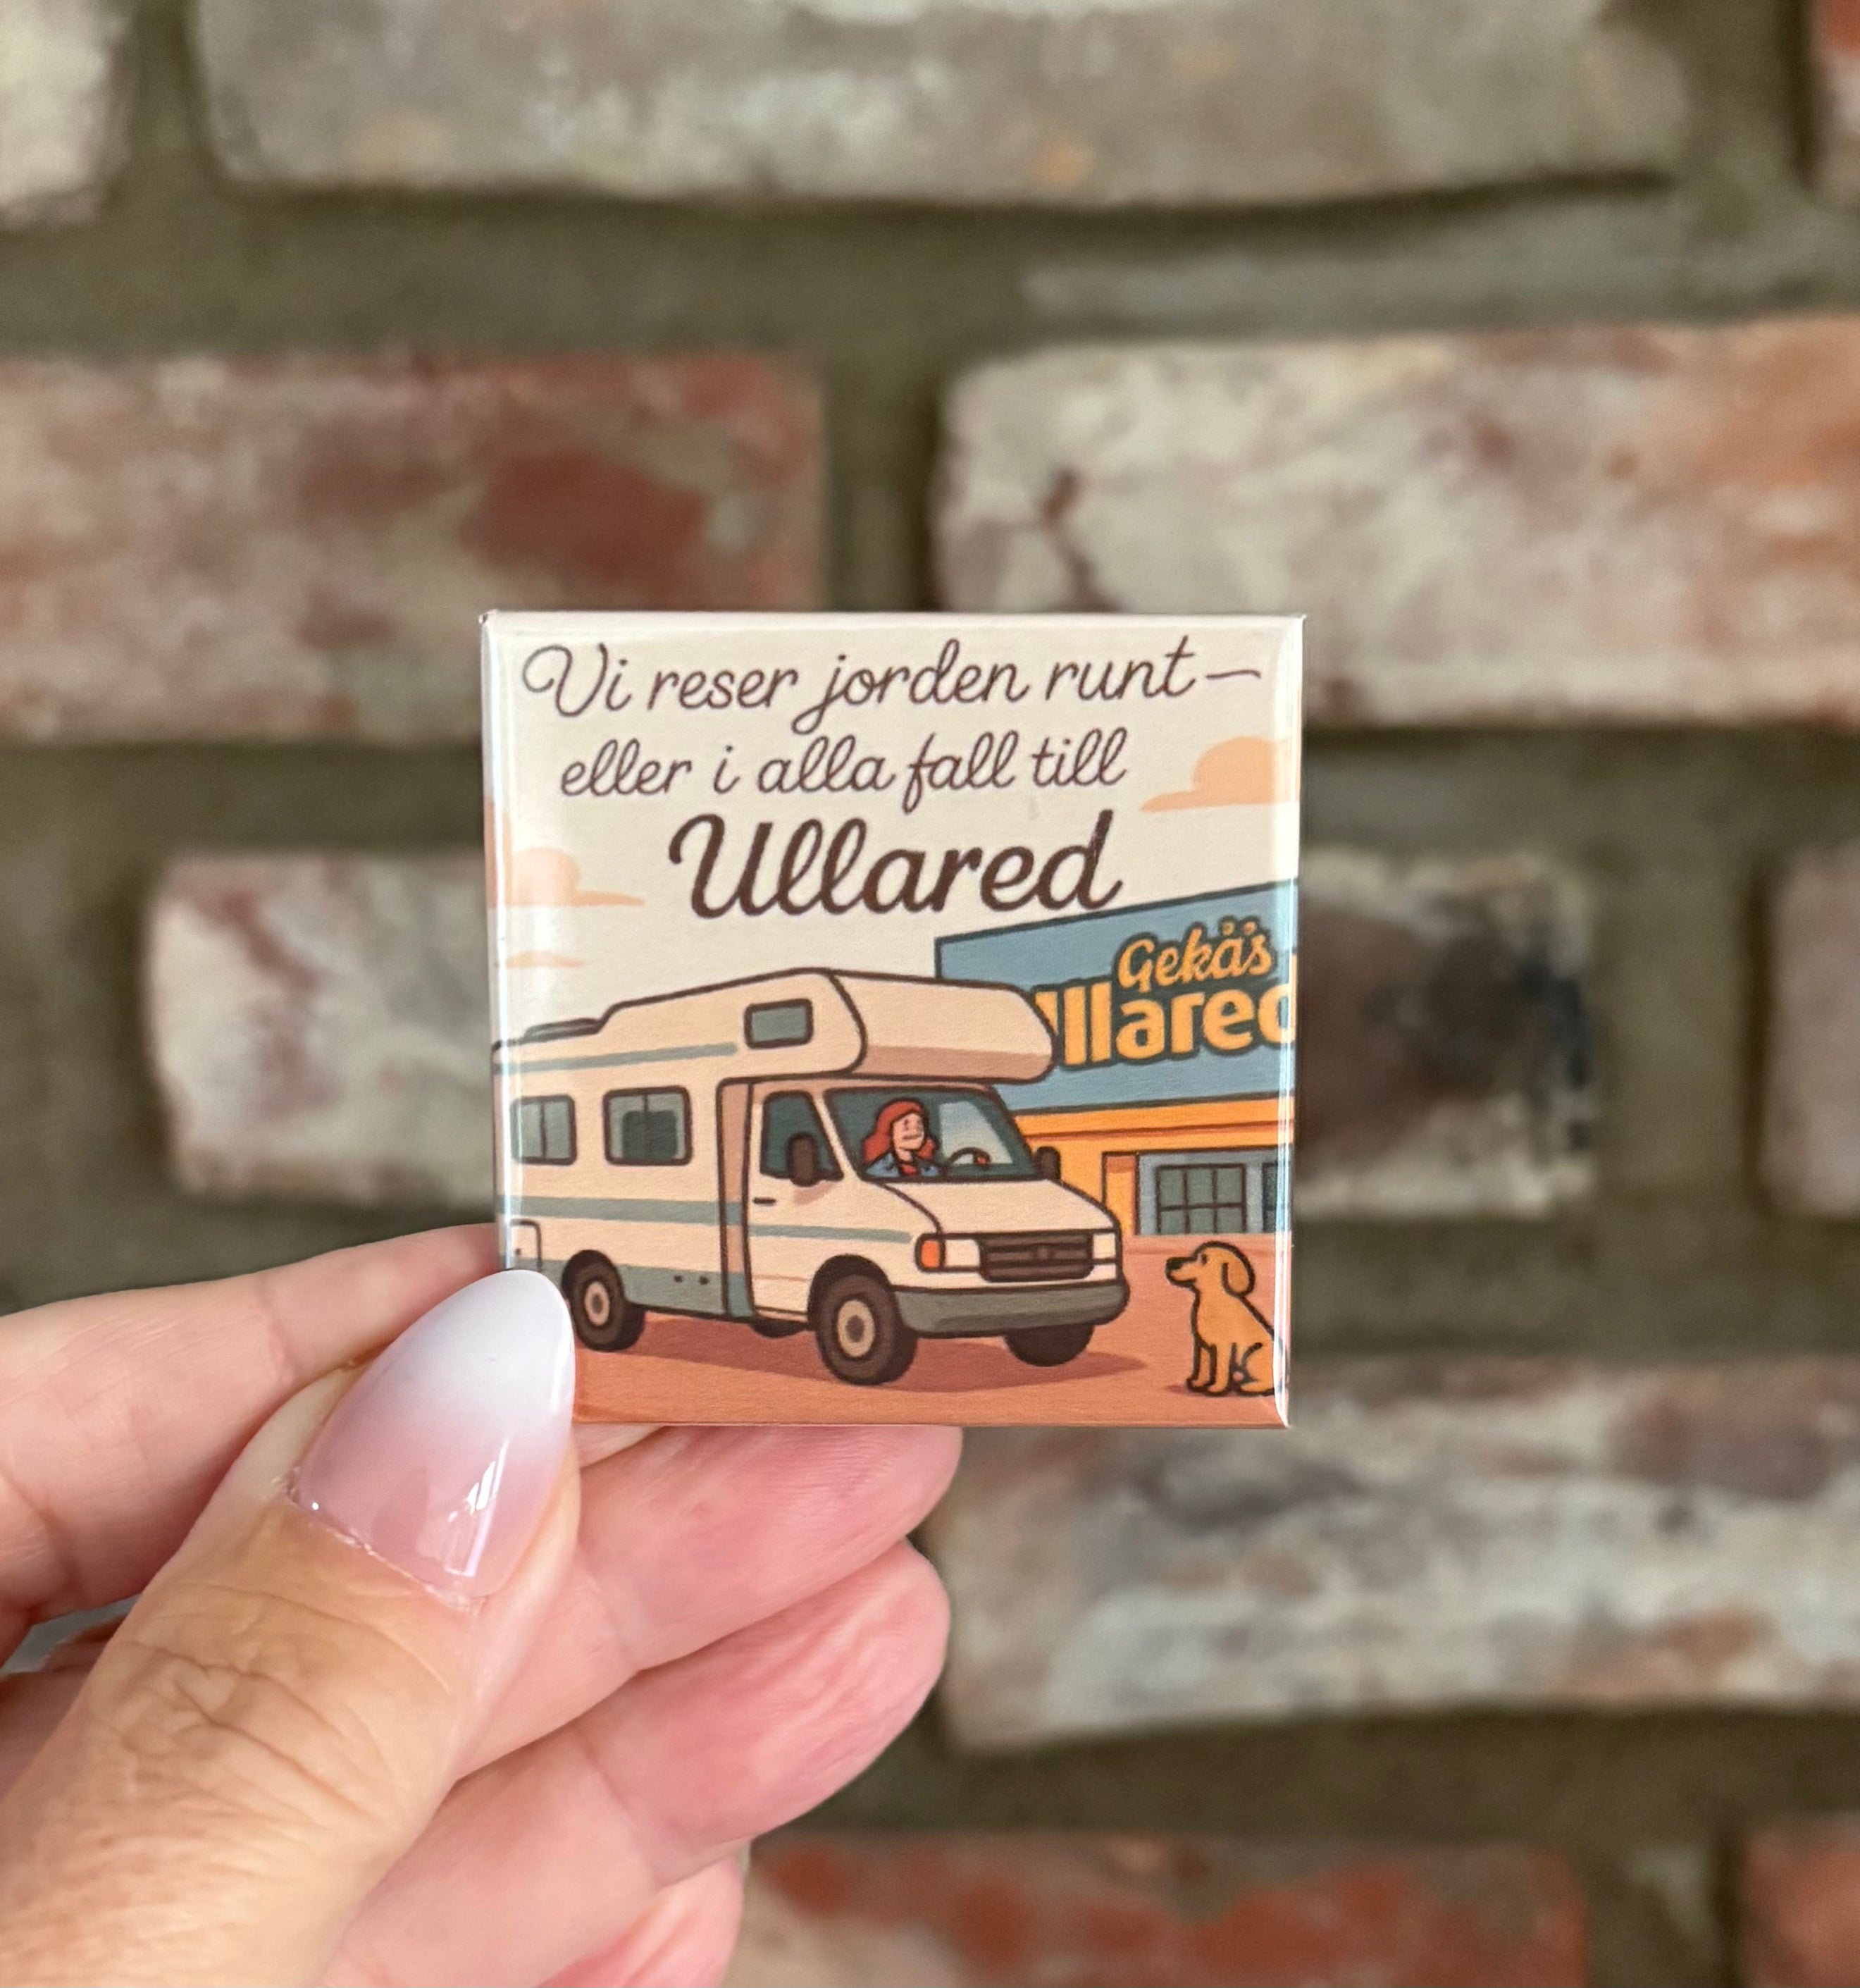 Vi reser jorden runt—
eller i alla fall till
Ullared
Gekås
llared